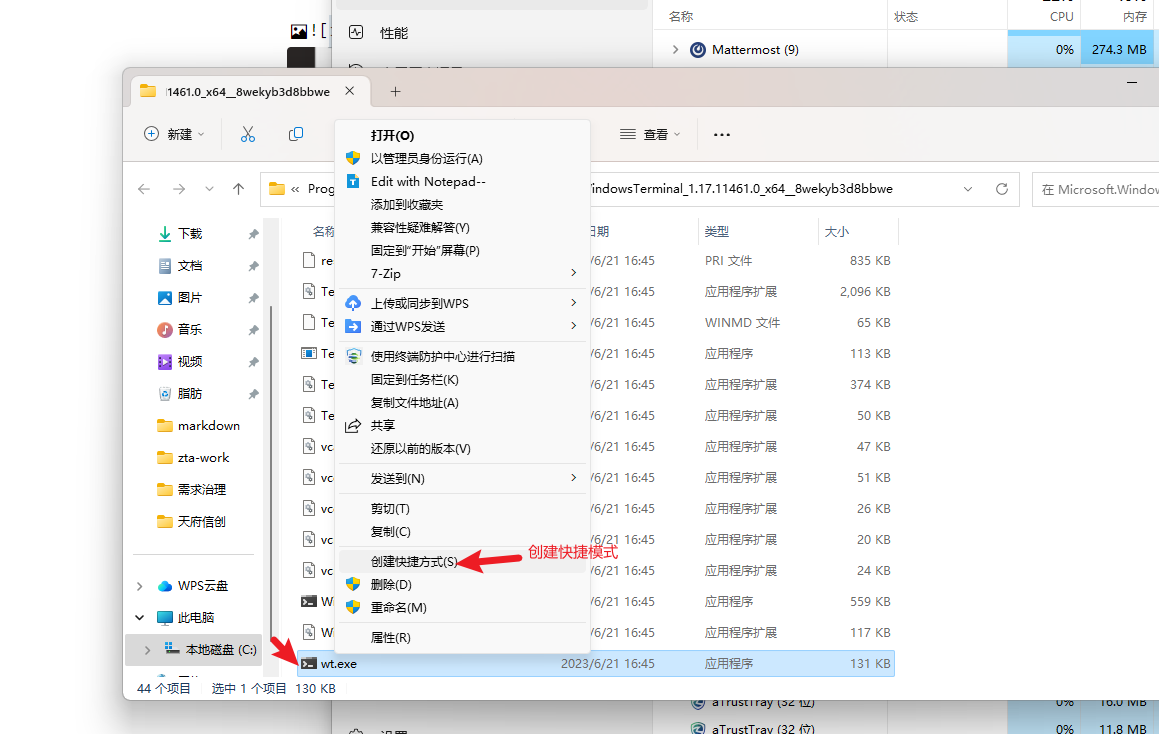 ![
性能
名称
状态
CPU
内存
Mattermost (9)
0%
274.3 MB
1461.0_x64__8wekyb3d8bbwe
新建
查看
« Prog
indowsTerminal_1.17.11461.0_x64__8wekyb3d8bbwe
在 Microsoft.Window
下载
文档
图片
音乐
视频
脂肪
markdown
zta-work
需求治理
天府信创
WPS云盘
此电脑
本地磁盘 (C:)
打开(O)
以管理员身份运行(A)
Edit with Notepad--
添加到收藏夹
兼容性疑难解答(Y)
固定到“开始”屏幕(P)
7-Zip
上传或同步到WPS
通过WPS发送
使用终端防护中心进行扫描
固定到任务栏(K)
复制文件地址(A)
共享
还原以前的版本(V)
发送到(N)
剪切(T)
复制(C)
创建快捷方式(S)
创建快捷模式
删除(D)
重命名(M)
属性(R)
日期 类型 大小
/6/21 16:45 PRI 文件 835 KB
/6/21 16:45 应用程序扩展 2,096 KB
/6/21 16:45 WINMD 文件 65 KB
/6/21 16:45 应用程序 113 KB
/6/21 16:45 应用程序扩展 374 KB
/6/21 16:45 应用程序扩展 50 KB
/6/21 16:45 应用程序扩展 47 KB
/6/21 16:45 应用程序扩展 51 KB
/6/21 16:45 应用程序扩展 26 KB
/6/21 16:45 应用程序扩展 20 KB
/6/21 16:45 应用程序扩展 24 KB
/6/21 16:45 应用程序 559 KB
/6/21 16:45 应用程序扩展 117 KB
wt.exe 2023/6/21 16:45 应用程序 131 KB
44 个项目 选中 1 个项目 130 KB
aTrustTray (32 位) 0% 16.0 MB
aTrustTray (32 位) 0% 11.8 MB